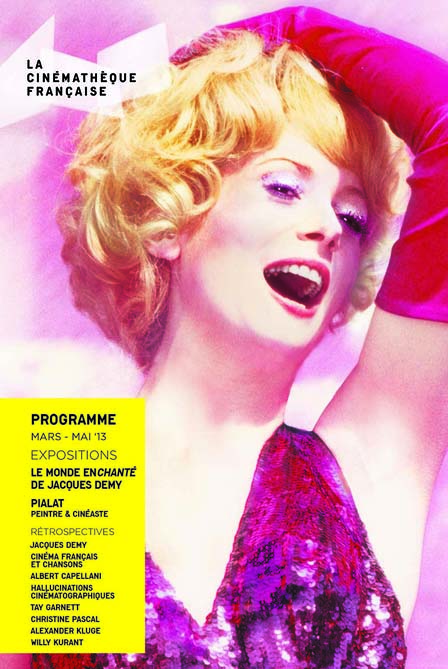 LA
CINÉMATHÈQUE
FRANÇAISE
PROGRAMME
MARS - MAI '13
EXPOSITIONS
LE MONDE ENCHANTÉ
DE JACQUES DEMY
PIALAT
PEINTRE & CINÉASTE
RÉTROSPECTIVES
JACQUES DEMY
CINÉMA FRANÇAIS
ET CHANSONS
ALBERT CAPELLANI
HALLUCINATIONS
CINÉMATOGRAPHIQUES
TAY GARNETT
CHRISTINE PASCAL
ALEXANDER KLUGE
WILLY KURANT